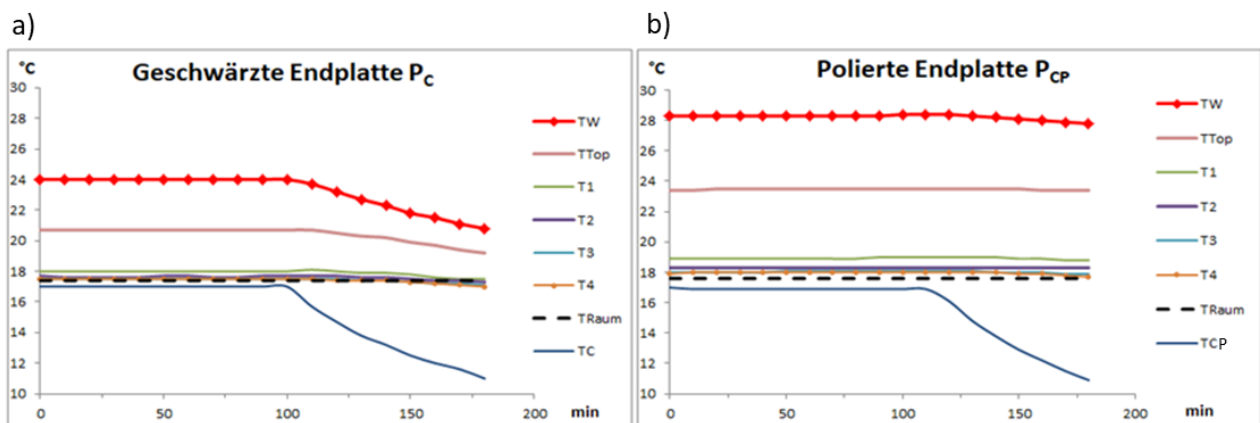 a)
Geschwärzte Endplatte PC
°C
30
28
26
24
22
20
18
16
14
12
10
0
50
100
150
200
min
TW
TTop
T1
T2
T3
T4
TRaum
TC
b)
Polierte Endplatte PCP
°C
30
28
26
24
22
20
18
16
14
12
10
0
50
100
150
200
min
TW
TTop
T1
T2
T3
T4
TRaum
TCP